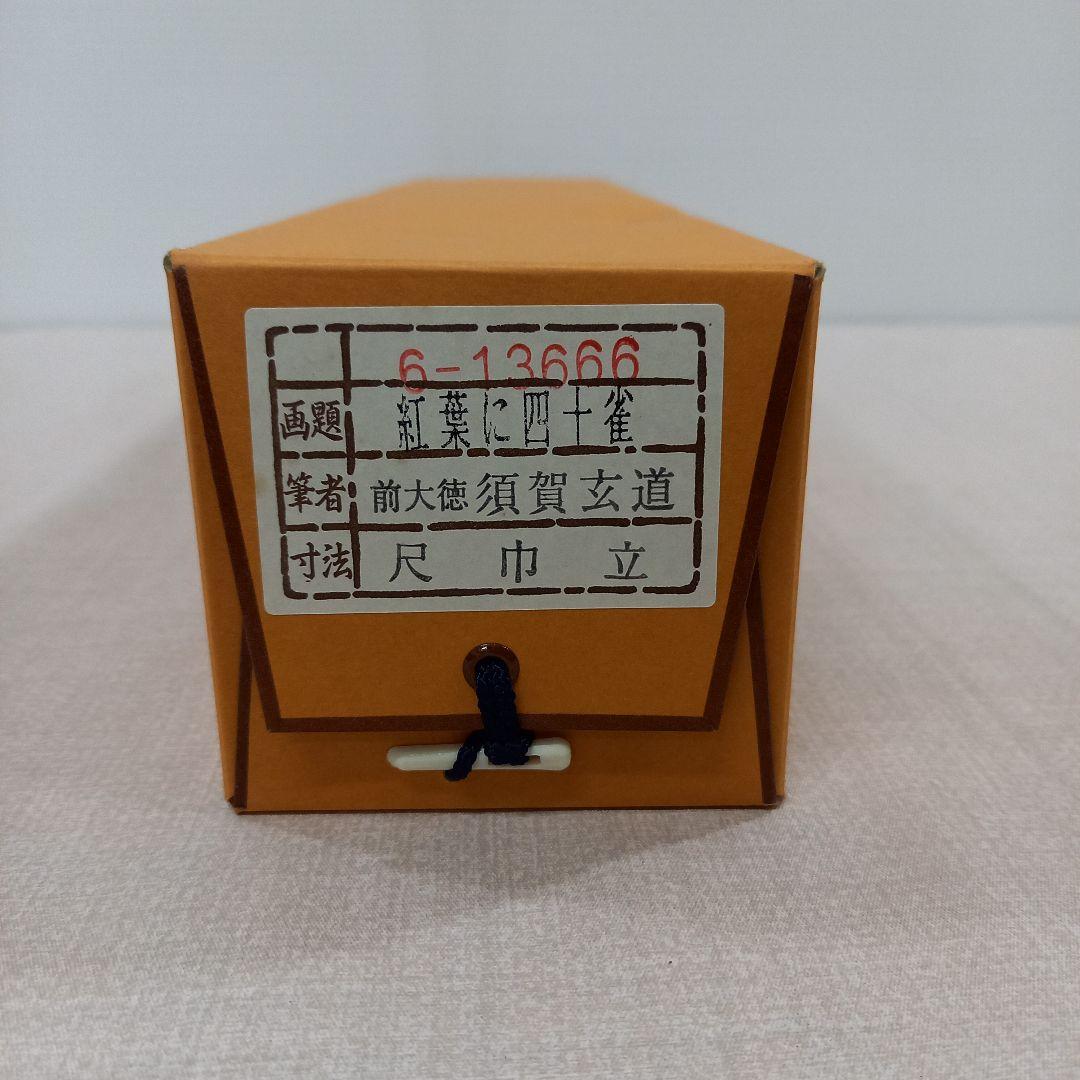 6-13666
画題 紅葉に四十雀
筆者 前大徳 須賀玄道
寸法 尺巾立